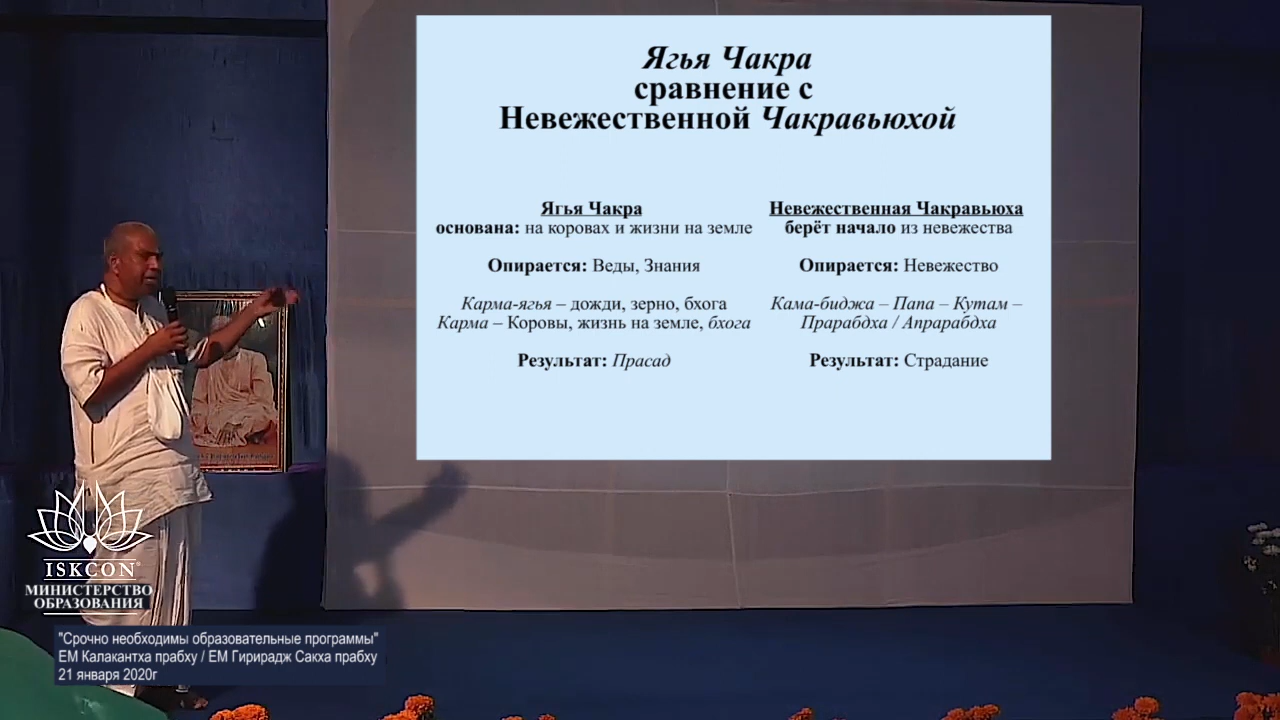 Ягья Чакра
сравнение с
Невежественной Чакравьюхой
Ягья Чакра
основана: на коровах и жизни на земле
Опирается: Веды, Знания
Карма-ягья – дожди, зерно, бхога
Карма – Коровы, жизнь на земле, бхога
Результат: Прасад
Невежественная Чакравьюха
берёт начало из невежества
Опирается: Невежество
Кама-биджа – Папа – Кутам –
Прарабдха / Апрарабдха
Результат: Страдание
ISKCON®
МИНИСТЕРСТВО
ОБРАЗОВАНИЯ
"Срочно необходимы образовательные программы"
ЕМ Калакантха прабху / ЕМ Гирирадж Сакха прабху
21 января 2020г